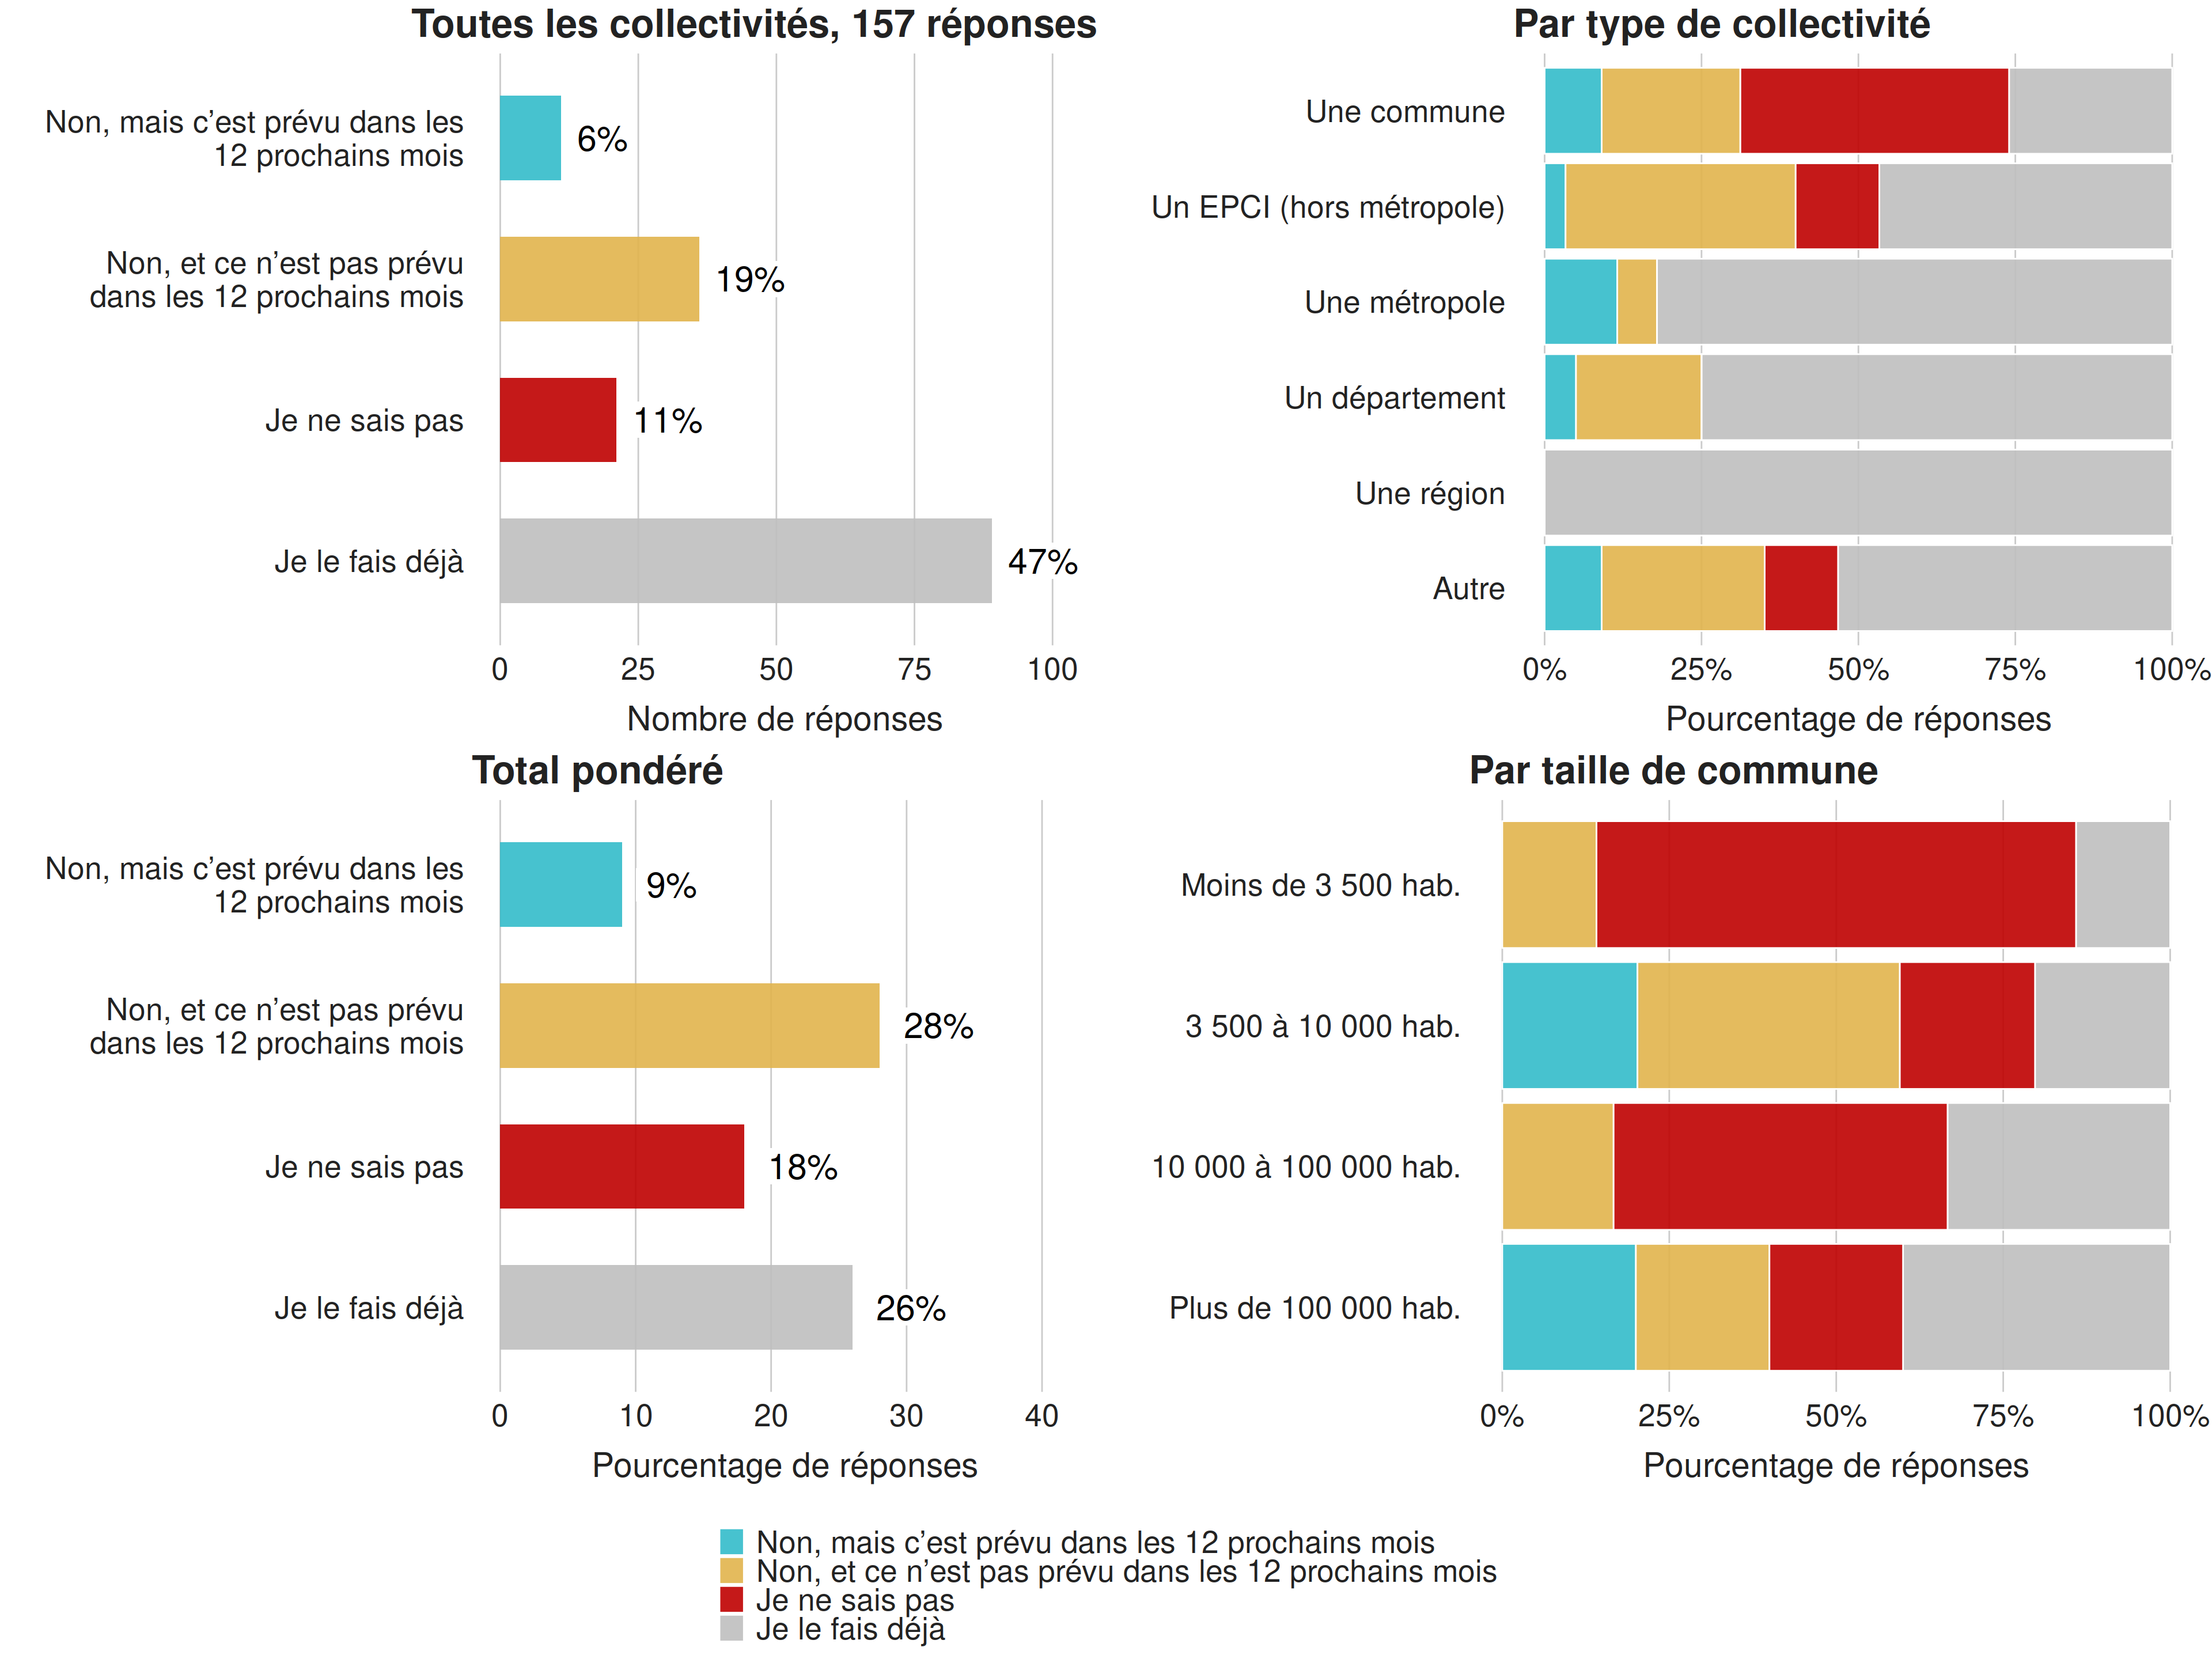 Toutes les collectivités, 157 réponses
Non, mais c’est prévu dans les
12 prochains mois
6%
Non, et ce n’est pas prévu
dans les 12 prochains mois
19%
Je ne sais pas
11%
Je le fais déjà
47%
0 25 50 75 100
Nombre de réponses
Par type de collectivité
Une commune
Un EPCI (hors métropole)
Une métropole
Un département
Une région
Autre
0% 25% 50% 75% 100%
Pourcentage de réponses
Total pondéré
Non, mais c’est prévu dans les
12 prochains mois
9%
Non, et ce n’est pas prévu
dans les 12 prochains mois
28%
Je ne sais pas
18%
Je le fais déjà
26%
0 10 20 30 40
Pourcentage de réponses
Par taille de commune
Moins de 3 500 hab.
3 500 à 10 000 hab.
10 000 à 100 000 hab.
Plus de 100 000 hab.
0% 25% 50% 75% 100%
Pourcentage de réponses
Non, mais c’est prévu dans les 12 prochains mois
Non, et ce n’est pas prévu dans les 12 prochains mois
Je ne sais pas
Je le fais déjà